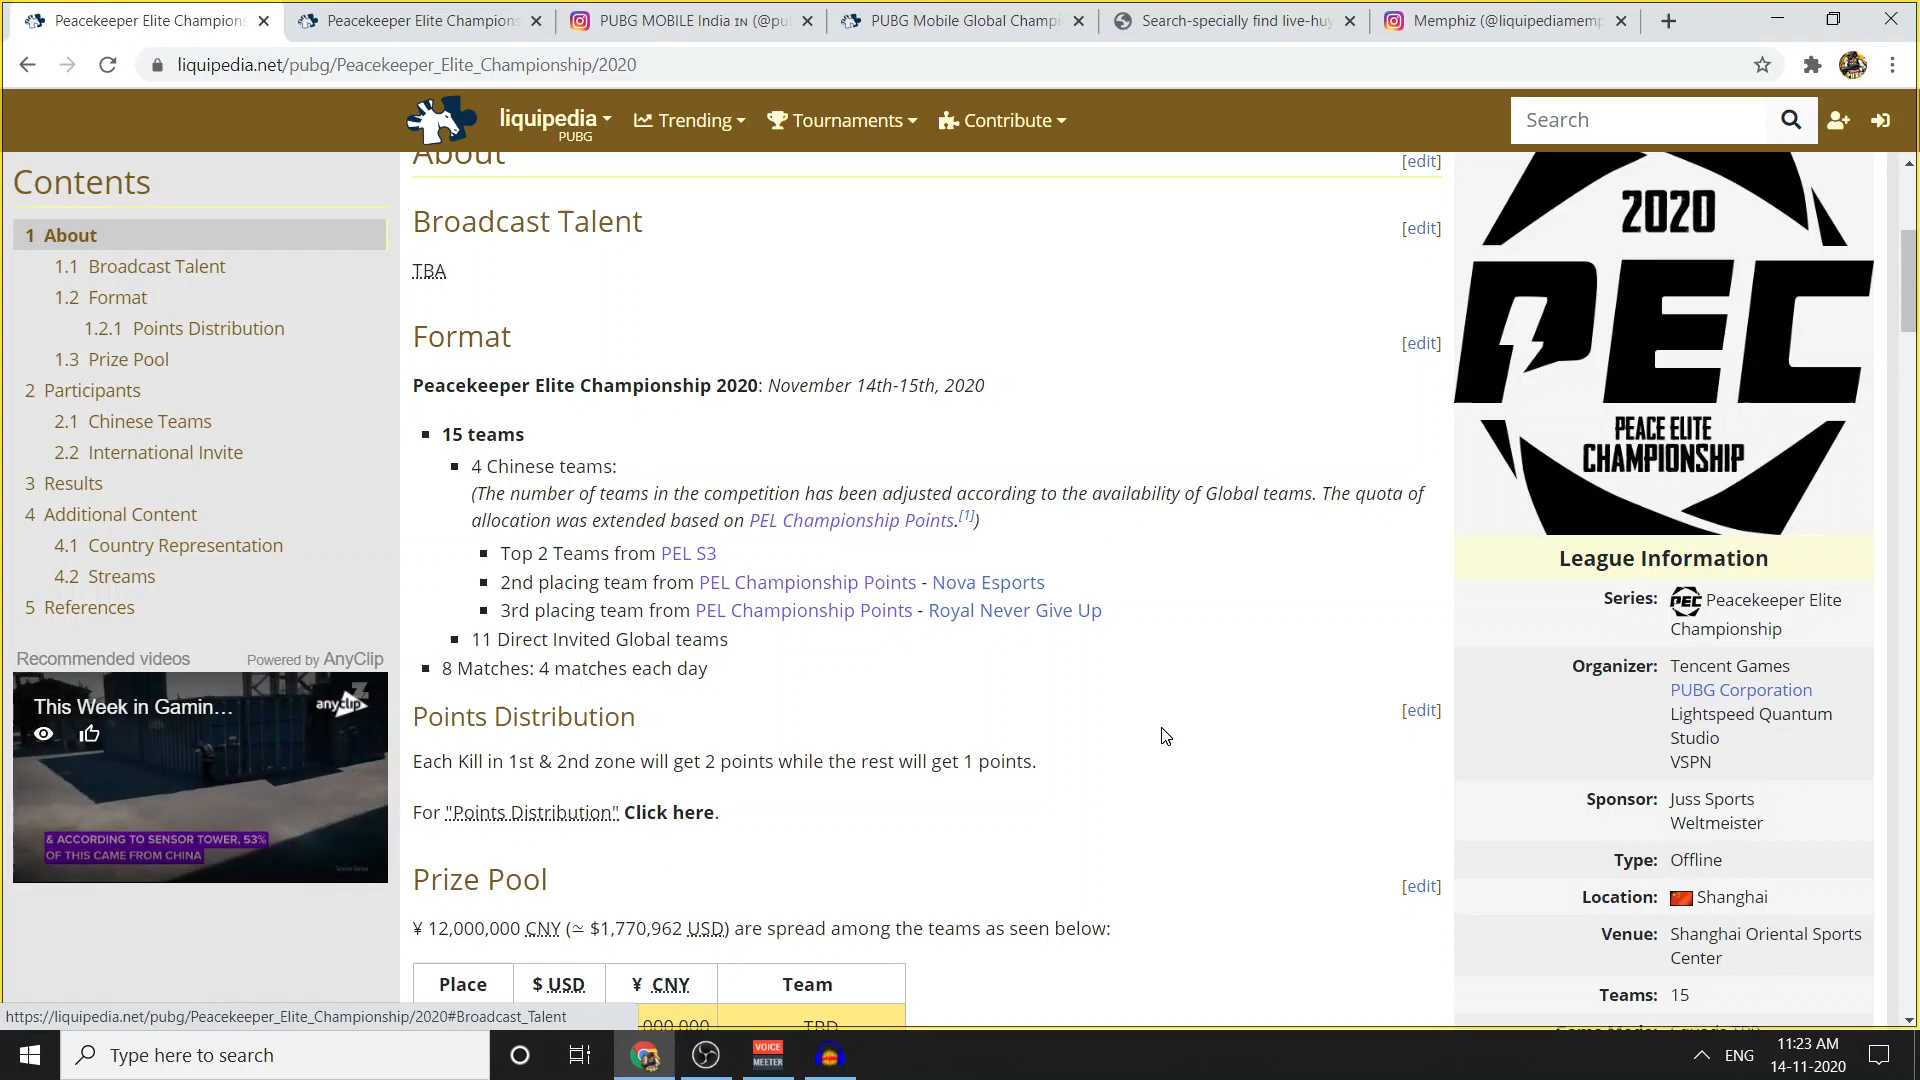 Peacekeeper Elite Champions
Peacekeeper Elite Champions
PUBG MOBILE India IN (@pu
PUBG Mobile Global Champi
Search-specially find live-hu
Memphiz (@liquipediamemp
liquipedia.net/pubg/Peacekeeper_Elite_Championship/2020
liquipedia
PUBG
Trending
Tournaments
Contribute
Search
Contents
1 About
1.1 Broadcast Talent
1.2 Format
1.2.1 Points Distribution
1.3 Prize Pool
2 Participants
2.1 Chinese Teams
2.2 International Invite
3 Results
4 Additional Content
4.1 Country Representation
4.2 Streams
5 References
Recommended videos
Powered by AnyClip
This Week in Gamin...
anyclip
& ACCORDING TO SENSOR TOWER, 53%
OF THIS CAME FROM CHINA
About
[edit]
Broadcast Talent
[edit]
TBA
Format
[edit]
Peacekeeper Elite Championship 2020: November 14th-15th, 2020
15 teams
4 Chinese teams:
(The number of teams in the competition has been adjusted according to the availability of Global teams. The quota of
allocation was extended based on PEL Championship Points.[1])
Top 2 Teams from PEL S3
2nd placing team from PEL Championship Points - Nova Esports
3rd placing team from PEL Championship Points - Royal Never Give Up
11 Direct Invited Global teams
8 Matches: 4 matches each day
Points Distribution
[edit]
Each Kill in 1st & 2nd zone will get 2 points while the rest will get 1 points.
For "Points Distribution" Click here.
Prize Pool
[edit]
¥ 12,000,000 CNY (≃ $1,770,962 USD) are spread among the teams as seen below:
Place $ USD ¥ CNY Team
000,000 TBD
2020
PEC
PEACE ELITE
CHAMPIONSHIP
League Information
Series: PEC Peacekeeper Elite
Championship
Organizer: Tencent Games
PUBG Corporation
Lightspeed Quantum
Studio
VSPN
Sponsor: Juss Sports
Weltmeister
Type: Offline
Location: Shanghai
Venue: Shanghai Oriental Sports
Center
Teams: 15
https://liquipedia.net/pubg/Peacekeeper_Elite_Championship/2020#Broadcast_Talent
Type here to search
VOICE
MEETER
ENG
11:23 AM
14-11-2020